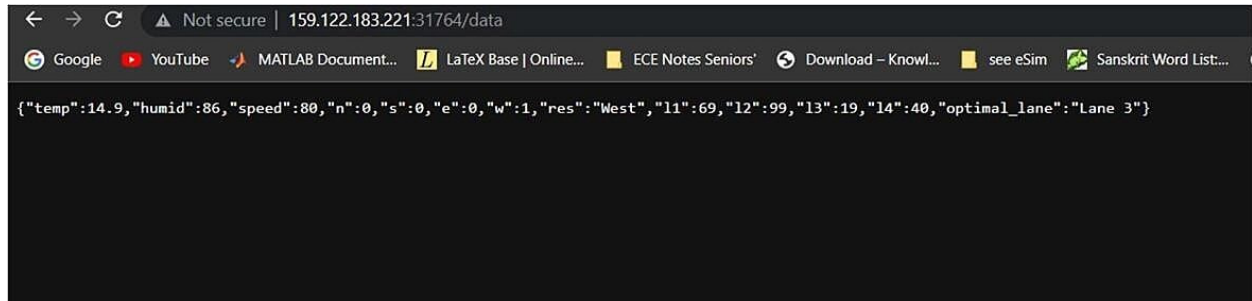 Not secure | 159.122.183.221:31764/data
Google YouTube MATLAB Document... L LaTeX Base | Online... ECE Notes Seniors' Download – Knowl... see eSim Sanskrit Word List:...
{"temp":14.9,"humid":86,"speed":80,"n":0,"s":0,"e":0,"w":1,"res":"West","l1":69,"l2":99,"l3":19,"l4":40,"optimal_lane":"Lane 3"}